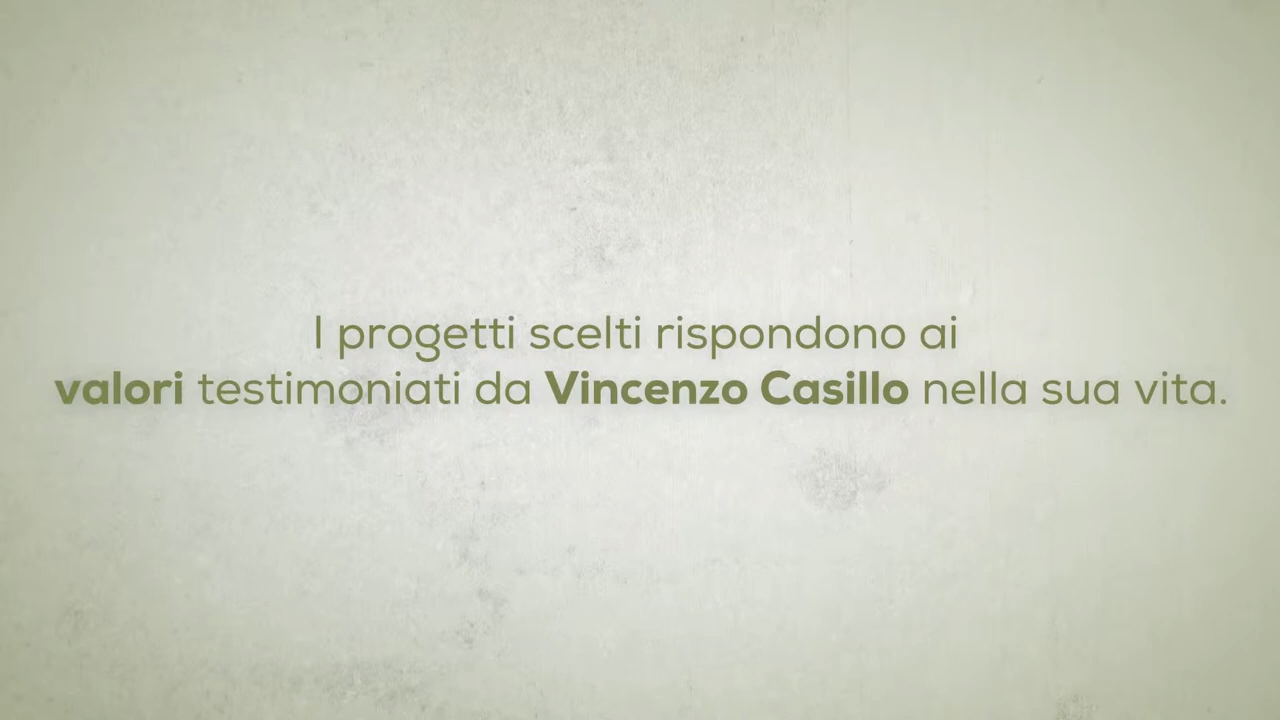 I progetti scelti rispondono ai
valori testimoniati da Vincenzo Casillo nella sua vita.